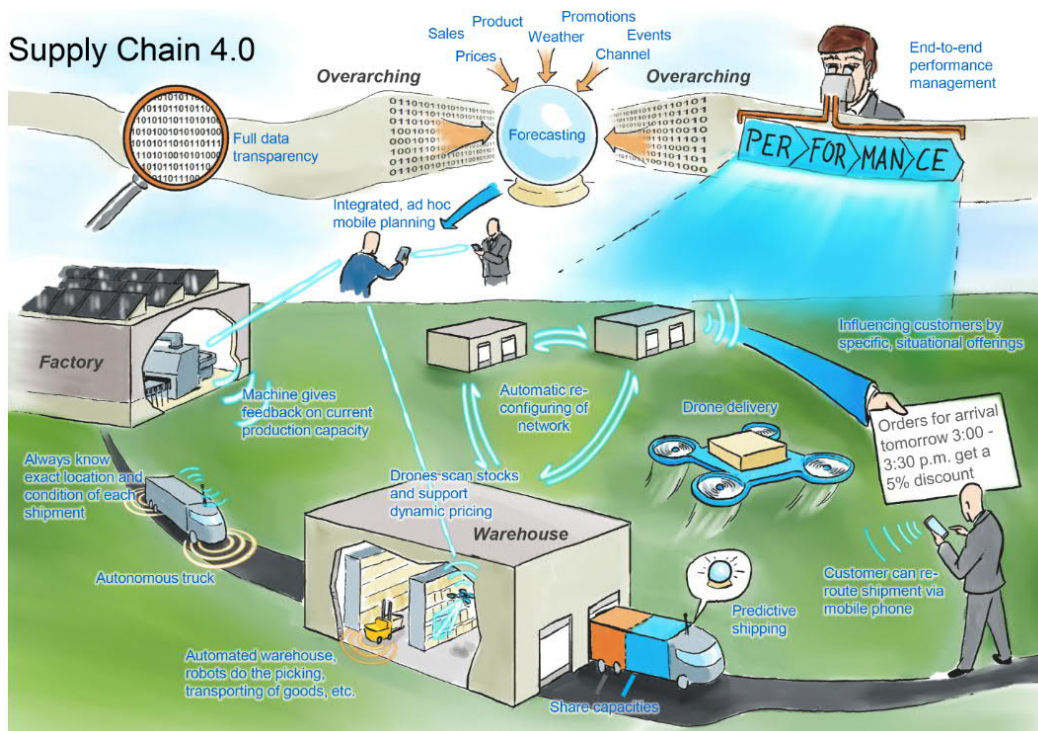 Supply Chain 4.0
Sales
Product
Promotions
Prices
Weather
Events
Channel
Overarching
Overarching
End-to-end
performance
management
Full data
transparency
Forecasting
PER FOR MAN CE
Integrated, ad hoc
mobile planning
Factory
Machine gives
feedback on current
production capacity
Automatic re-
configuring of
network
Influencing customers by
specific, situational offerings
Drone delivery
Orders for arrival
tomorrow 3:00 -
3:30 p.m. get a
5% discount
Always know
exact location and
condition of each
shipment
Autonomous truck
Drones scan stocks
and support
dynamic pricing
Warehouse
Automated warehouse,
robots do the picking,
transporting of goods, etc.
Predictive
shipping
Share capacities
Customer can re-
route shipment via
mobile phone